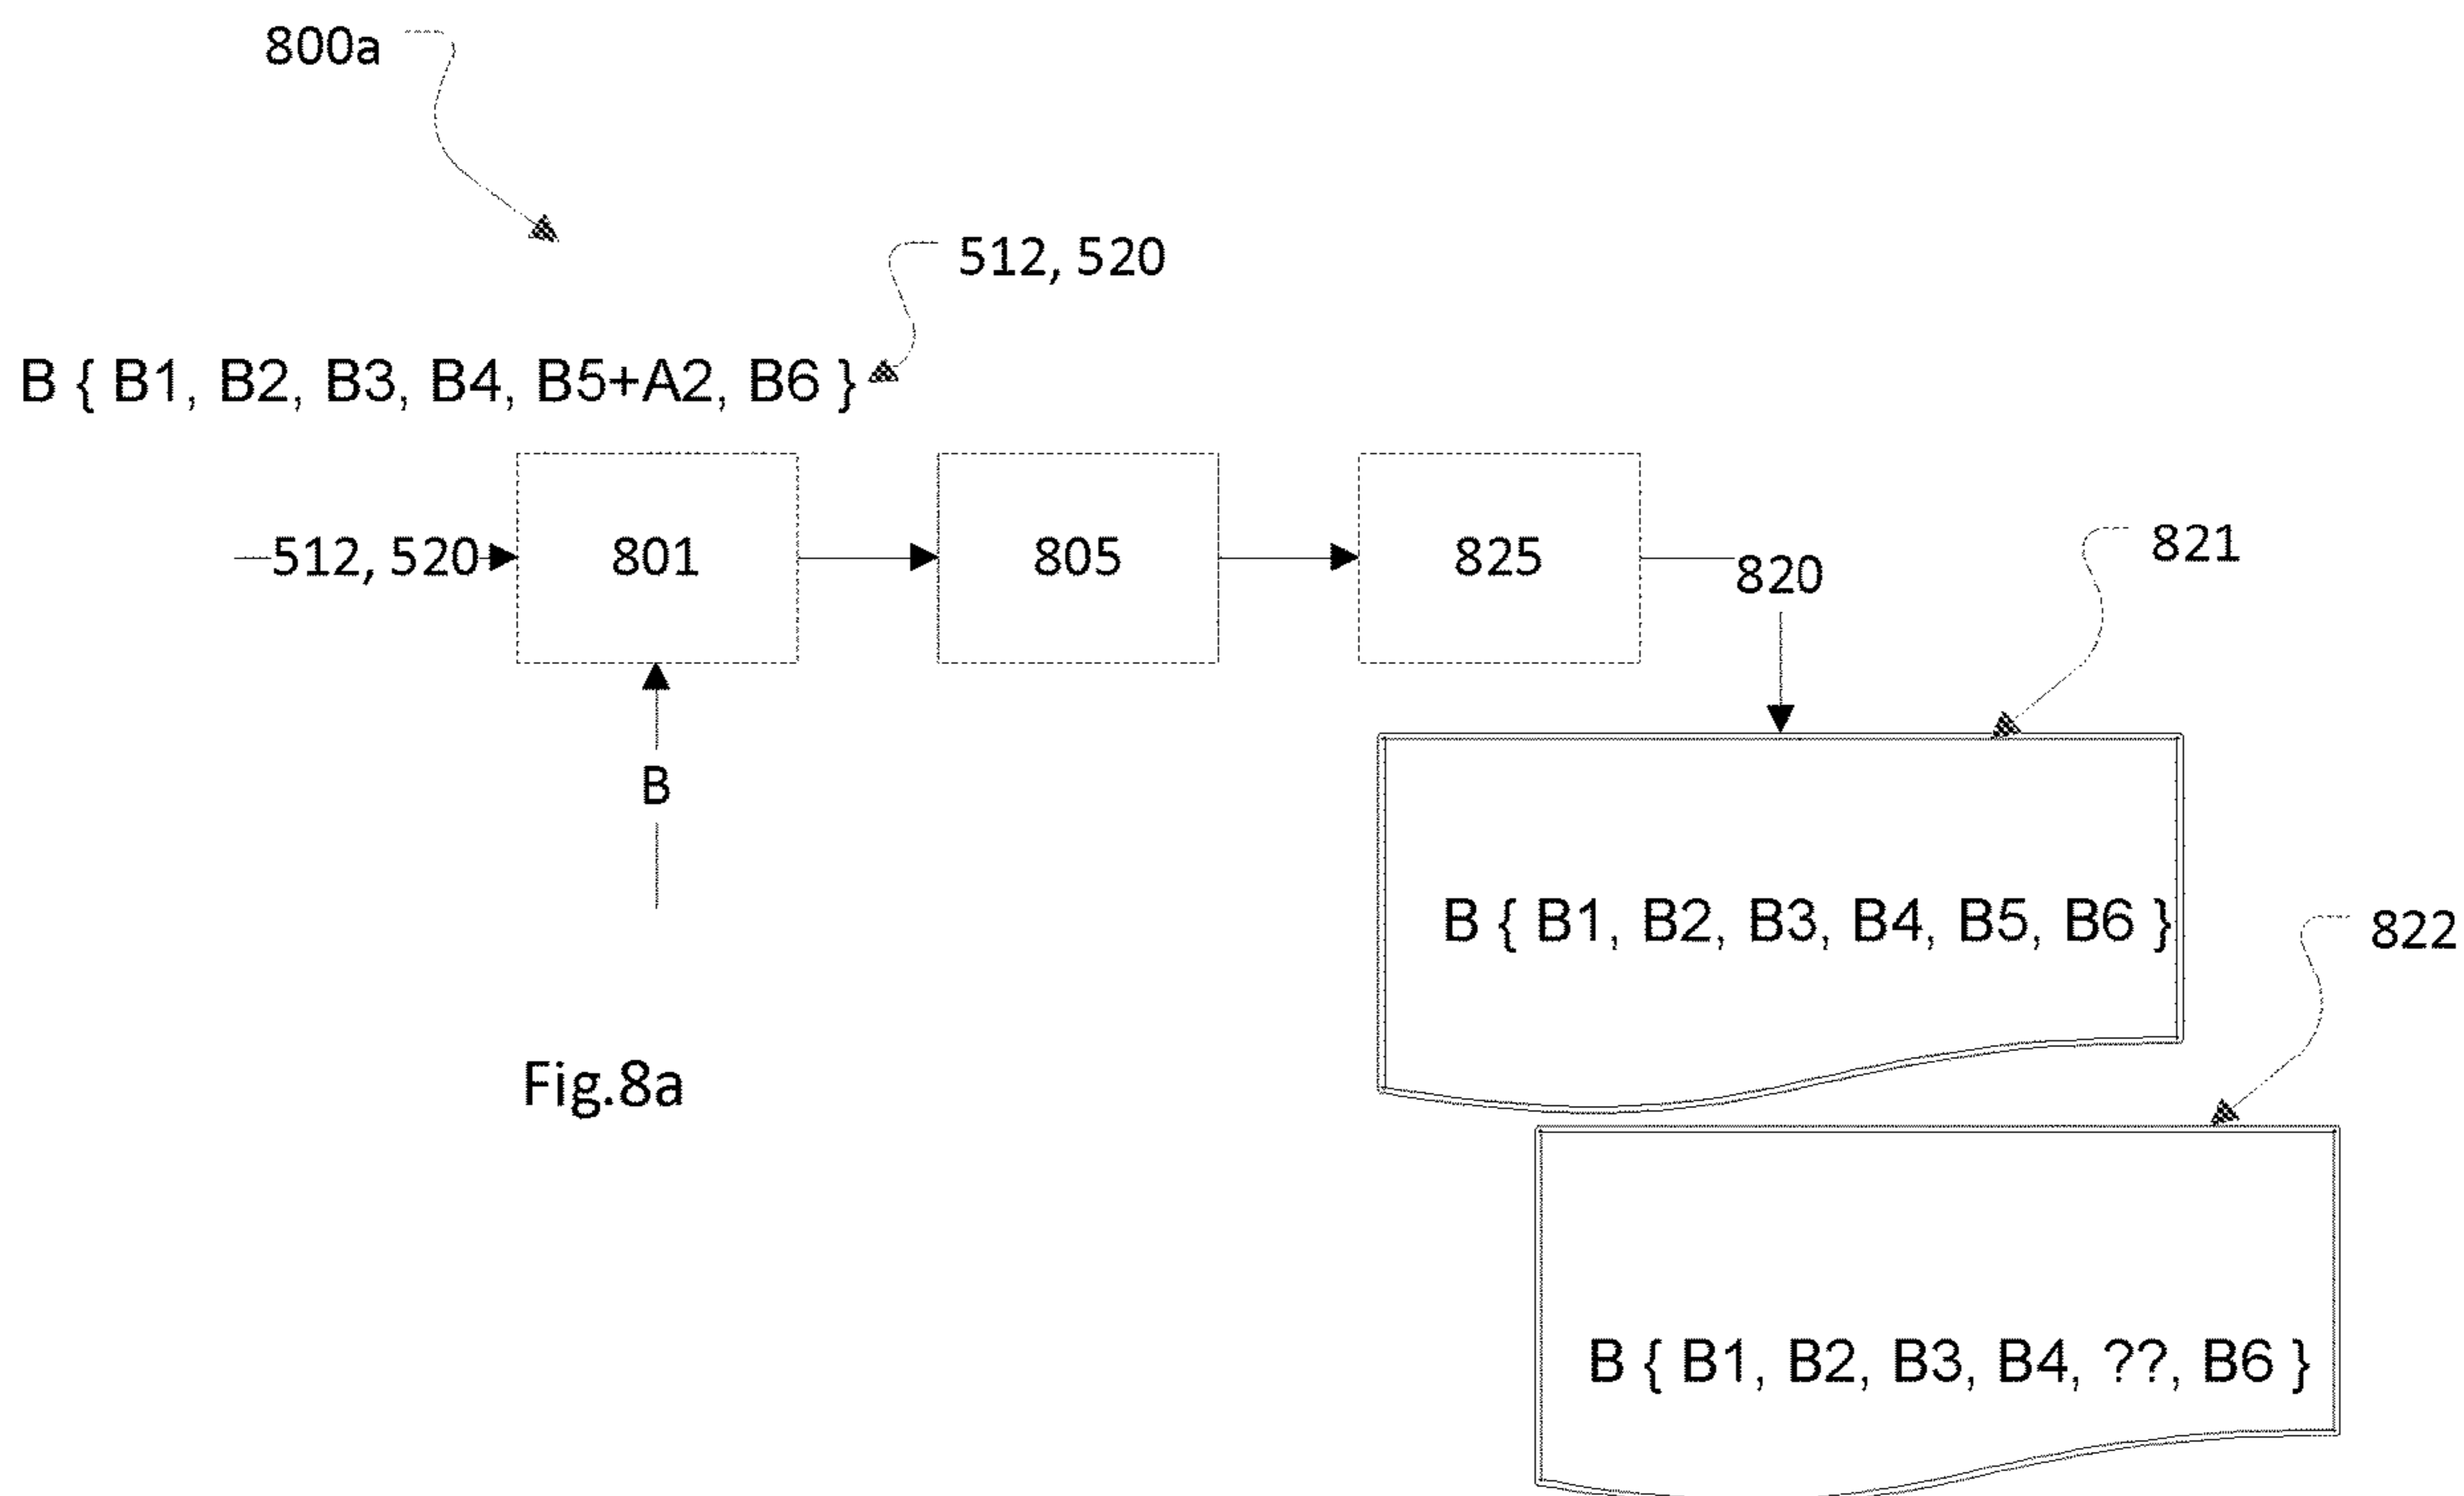 800a
512, 520
B { B1, B2, B3, B4, B5+A2, B6 }
512, 520
801
805
825
820
821
B
B { B1, B2, B3, B4, B5, B6 }
822
Fig.8a
B { B1, B2, B3, B4, ??, B6 }